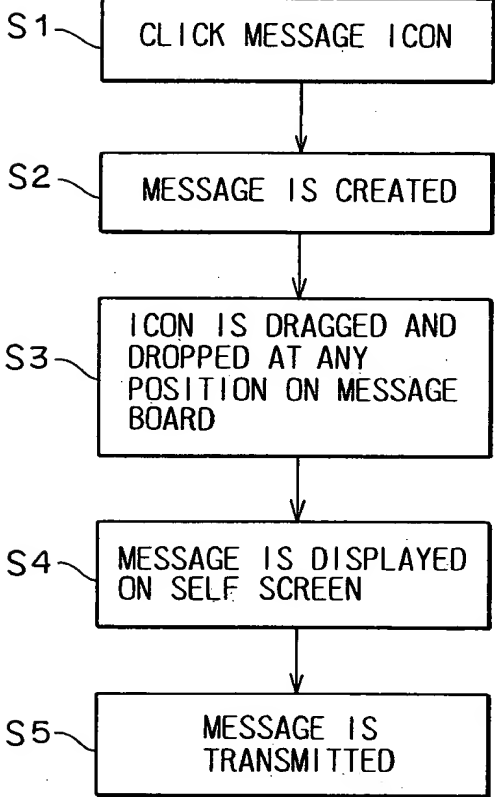 S1
CLICK MESSAGE ICON
S2
MESSAGE IS CREATED
S3
ICON IS DRAGGED AND
DROPPED AT ANY
POSITION ON MESSAGE
BOARD
S4
MESSAGE IS DISPLAYED
ON SELF SCREEN
S5
MESSAGE IS
TRANSMITTED